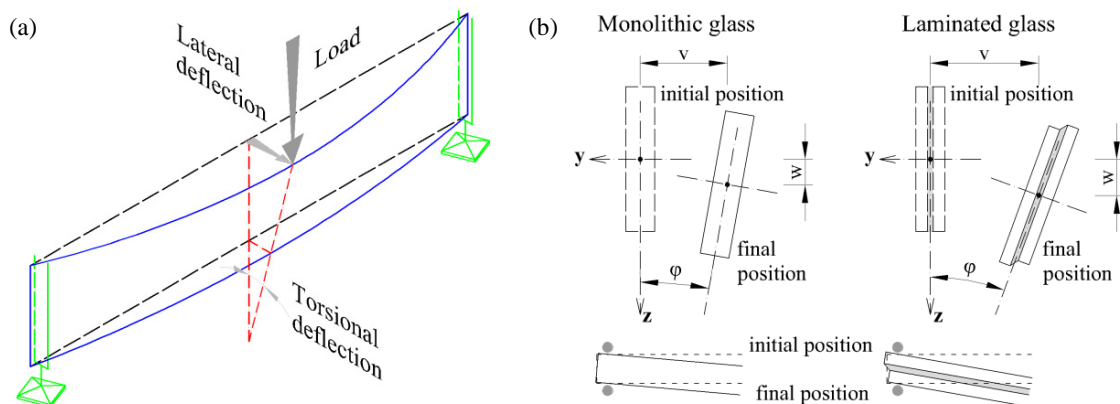 (a)
Lateral
deflection
Load
Torsional
deflection
(b)
Monolithic glass
v
initial position
y
w
final
position
φ
z
initial position
final position
Laminated glass
v
initial position
y
w
final
position
φ
z